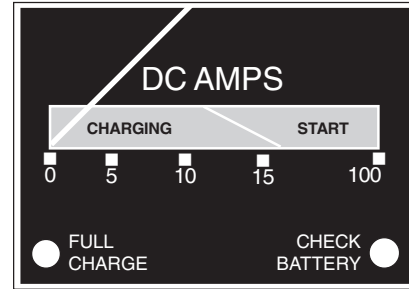 DC AMPS
CHARGING START
0 5 10 15 100
FULL CHECK
CHARGE BATTERY